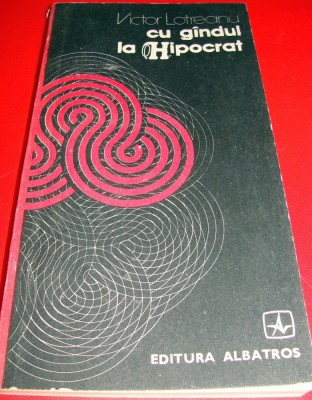 Victor Lotreanu
cu gîndul
la Hipocrat
EDITURA ALBATROS